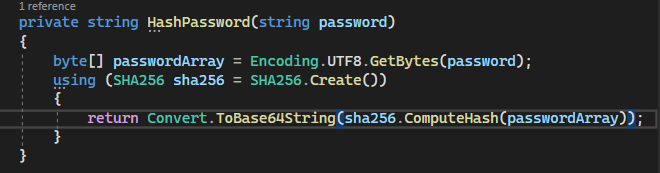 1 reference
private string HashPassword(string password)
{
byte[] passwordArray = Encoding.UTF8.GetBytes(password);
using (SHA256 sha256 = SHA256.Create())
{
return Convert.ToBase64String(sha256.ComputeHash(passwordArray));
}
}